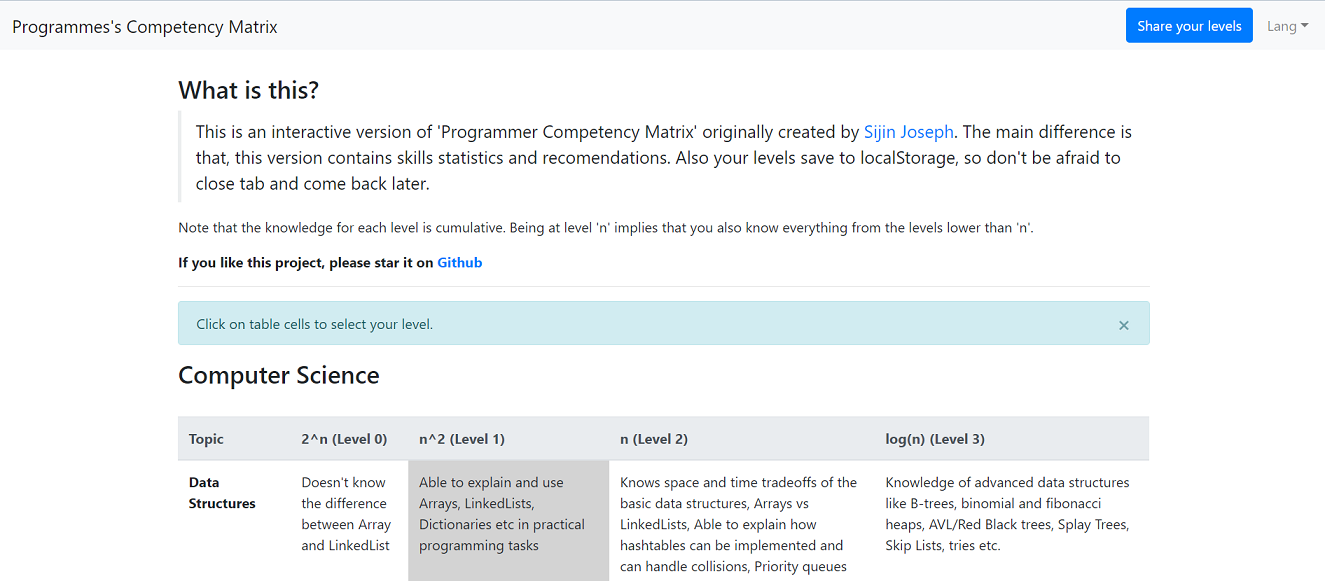 Programmes's Competency Matrix
Share your levels
Lang
What is this?
This is an interactive version of 'Programmer Competency Matrix' originally created by Sijin Joseph. The main difference is
that, this version contains skills statistics and recomendations. Also your levels save to localStorage, so don't be afraid to
close tab and come back later.
Note that the knowledge for each level is cumulative. Being at level 'n' implies that you also know everything from the levels lower than 'n'.
If you like this project, please star it on Github
Click on table cells to select your level.
×
Computer Science
Topic
2^n (Level 0)
n^2 (Level 1)
n (Level 2)
log(n) (Level 3)
Data
Structures
Doesn't know
the difference
between Array
and LinkedList
Able to explain and use
Arrays, LinkedLists,
Dictionaries etc in practical
programming tasks
Knows space and time tradeoffs of the
basic data structures, Arrays vs
LinkedLists, Able to explain how
hashtables can be implemented and
can handle collisions, Priority queues
Knowledge of advanced data structures
like B-trees, binomial and fibonacci
heaps, AVL/Red Black trees, Splay Trees,
Skip Lists, tries etc.